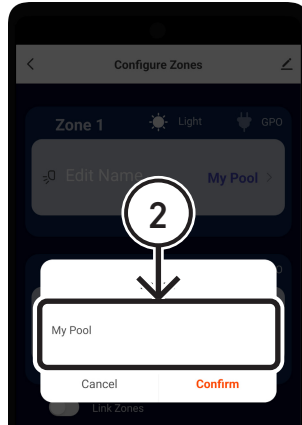 Configure Zones
Zone 1 Light GPO
Edit Name My Pool
2
My Pool
Cancel Confirm
Link Zones